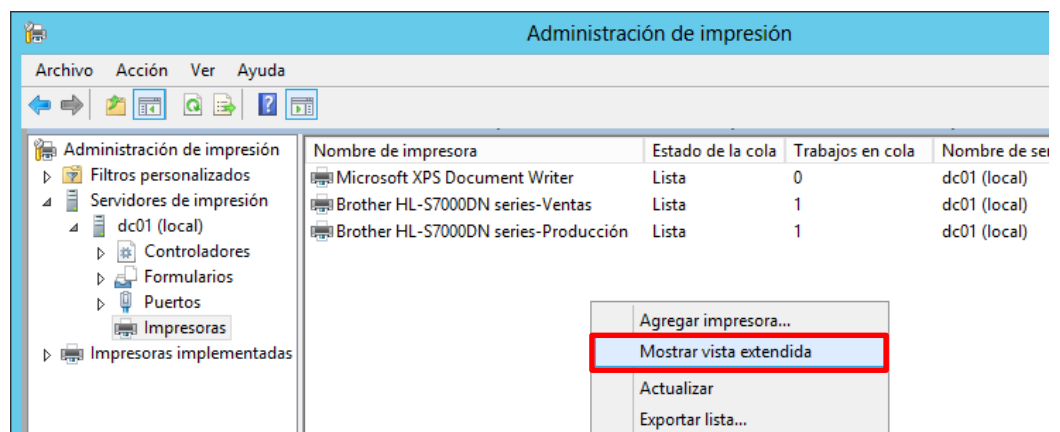 Administración de impresión
Archivo Acción Ver Ayuda
Administración de impresión
Filtros personalizados
Servidores de impresión
dc01 (local)
Controladores
Formularios
Puertos
Impresoras
Impresoras implementadas
Nombre de impresora Estado de la cola Trabajos en cola Nombre de ser
Microsoft XPS Document Writer Lista 0 dc01 (local)
Brother HL-S7000DN series-Ventas Lista 1 dc01 (local)
Brother HL-S7000DN series-Producción Lista 1 dc01 (local)
Agregar impresora...
Mostrar vista extendida
Actualizar
Exportar lista...